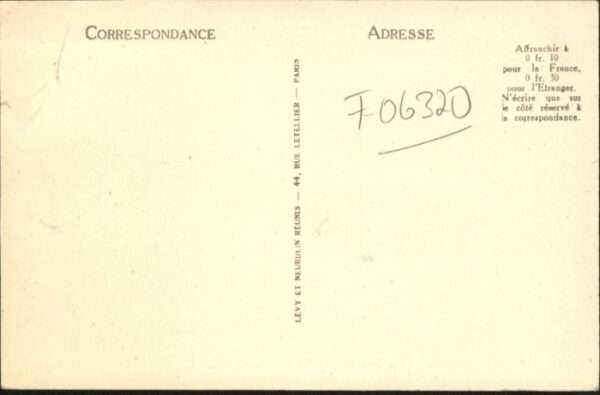 CORRESPONDANCE
ADRESSE
Affranchir à
0 fr. 10
pour la France,
0 fr. 30
pour l'Etranger.
N'écrire que sur
le côté réservé à
la correspondance.
F06320
LÉVY ET NEURDEIN RÉUNIS — 44, RUE LETELLIER — PARIS